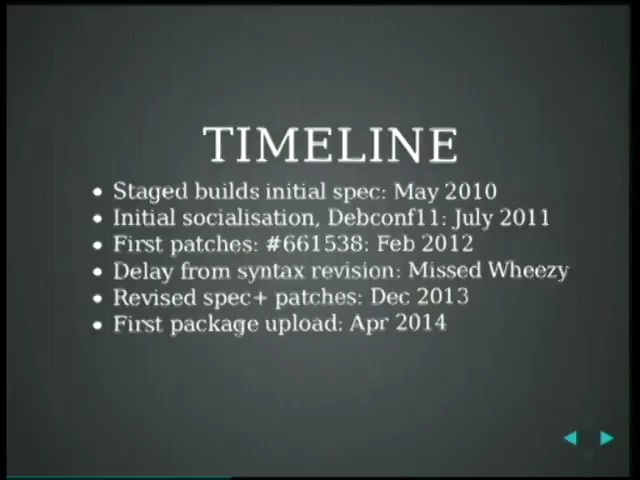 TIMELINE
• Staged builds initial spec: May 2010
• Initial socialisation, Debconf11: July 2011
• First patches: #661538: Feb 2012
• Delay from syntax revision: Missed Wheezy
• Revised spec+ patches: Dec 2013
• First package upload: Apr 2014